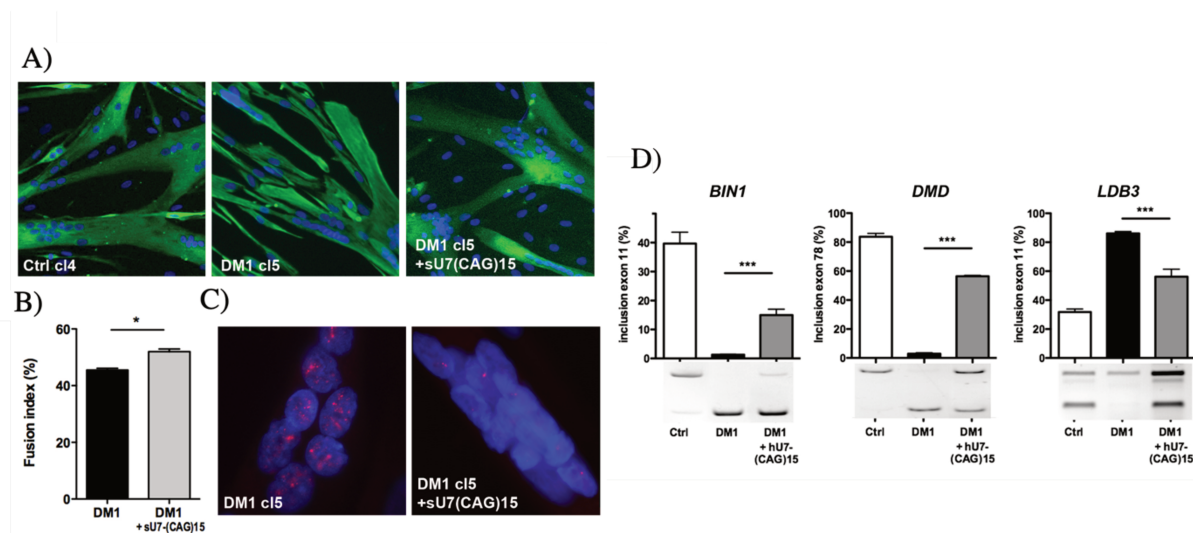 A)
Ctrl cl4
DM1 cl5
DM1 cl5
+sU7(CAG)15
B)
Fusion index (%)
60
40
20
0
*
DM1
DM1
+ sU7-(CAG)15
C)
DM1 cl5
DM1 cl5
+sU7(CAG)15
D)
BIN1
inclusion exon 11 (%)
50
40
30
20
10
0
***
Ctrl
DM1
DM1
+ hU7-
(CAG)15
DMD
inclusion exon 78 (%)
100
80
60
40
20
0
***
Ctrl
DM1
DM1
+ hU7-
(CAG)15
LDB3
inclusion exon 11 (%)
100
80
60
40
20
0
***
Ctrl
DM1
DM1
+ hU7-
(CAG)15